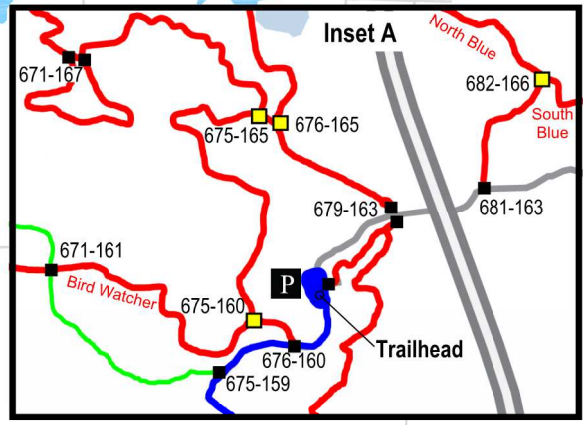 Inset A
North Blue
671-167
682-166
675-165
676-165
South
Blue
679-163
681-163
671-161
Bird Watcher
P
675-160
Trailhead
676-160
675-159